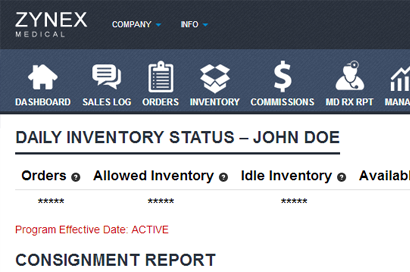 ZYNEX
MEDICAL
COMPANY INFO
DASHBOARD SALES LOG ORDERS INVENTORY COMMISSIONS MD RX RPT MANA
DAILY INVENTORY STATUS – JOHN DOE
Orders ? Allowed Inventory ? Idle Inventory ? Availabl
***** ***** *****
Program Effective Date: ACTIVE
CONSIGNMENT REPORT